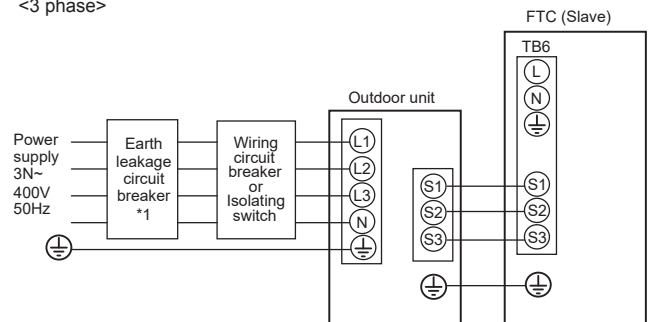 <3 phase>
FTC (Slave)
TB6
L
N
Outdoor unit
Power
supply
3N~
400V
50Hz
Earth
leakage
circuit
breaker
*1
Wiring
circuit
breaker
or
Isolating
switch
L1
L2
L3
N
S1
S2
S3
S1
S2
S3